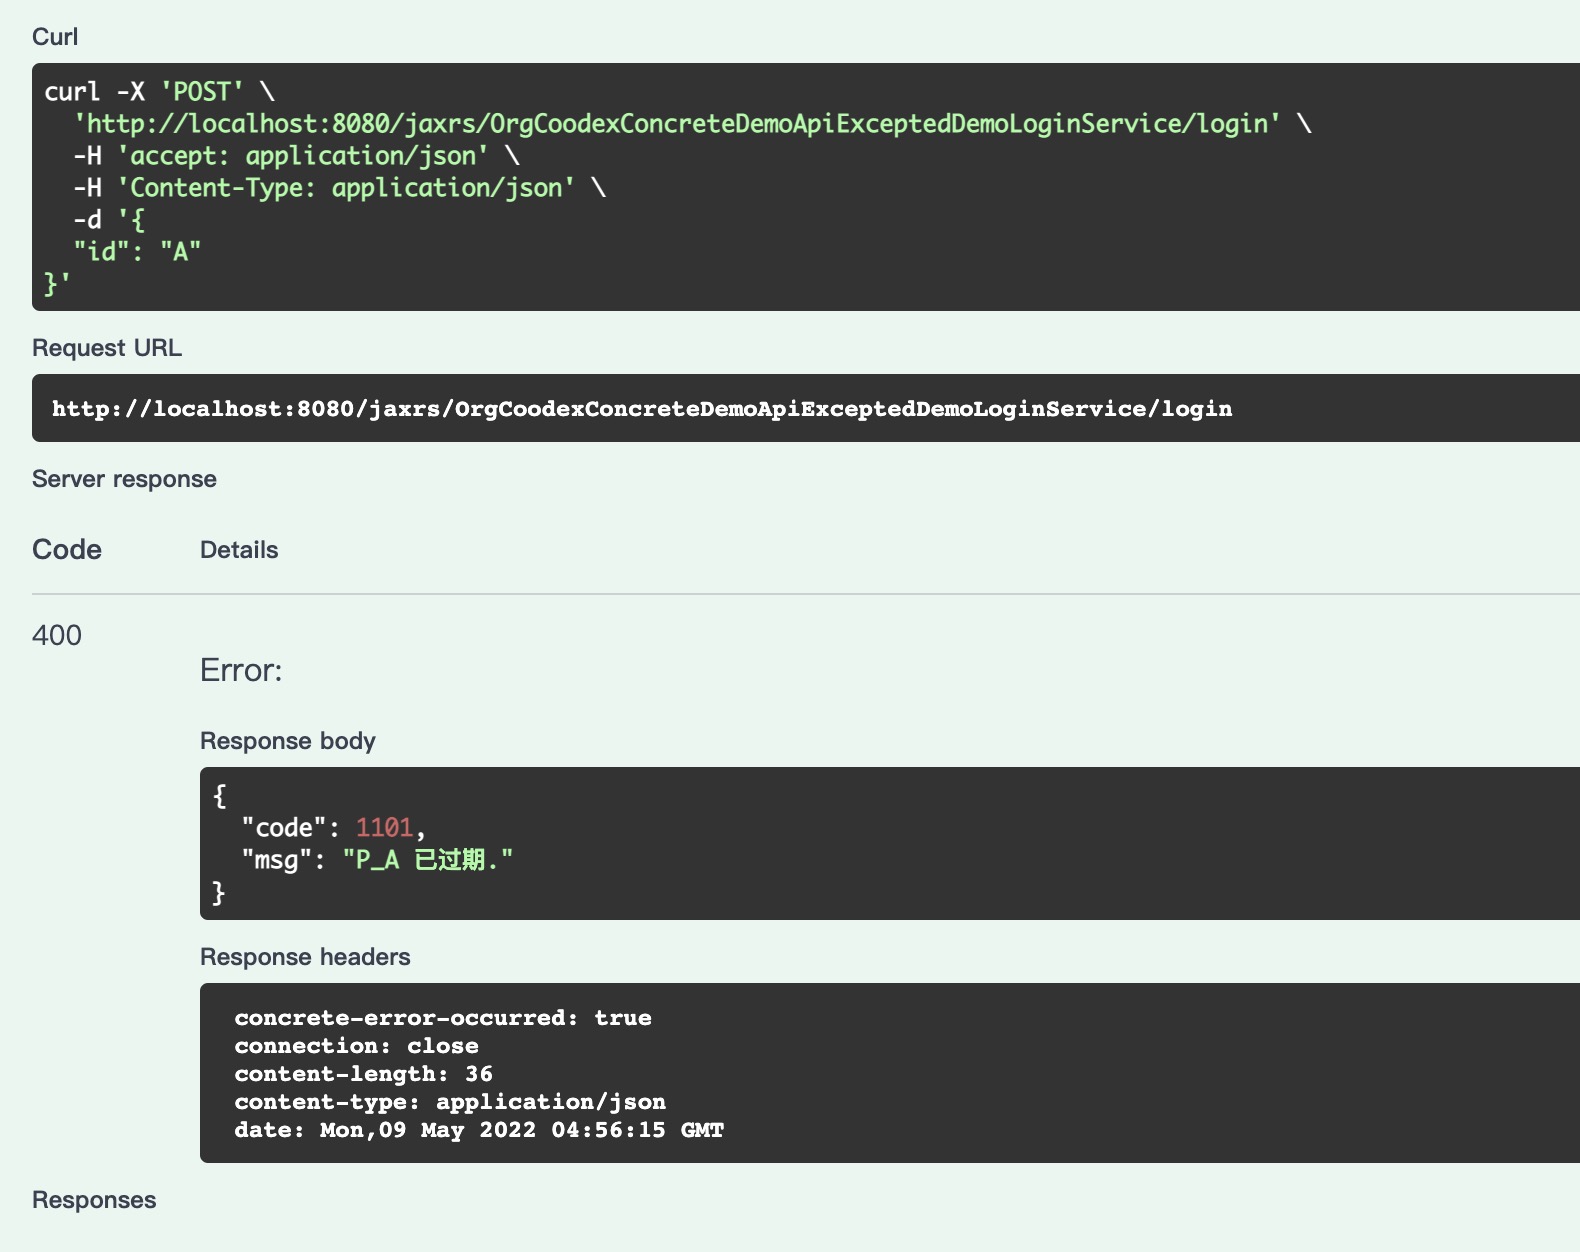 Curl
curl -X 'POST' \
  'http://localhost:8080/jaxrs/OrgCoodexConcreteDemoApiExceptedDemoLoginService/login' \
  -H 'accept: application/json' \
  -H 'Content-Type: application/json' \
  -d '{
  "id": "A"
}'
Request URL
http://localhost:8080/jaxrs/OrgCoodexConcreteDemoApiExceptedDemoLoginService/login
Server response
Code Details
400
Error:
Response body
{
  "code": 1101,
  "msg": "P_A 已过期."
}
Response headers
concrete-error-occurred: true
connection: close
content-length: 36
content-type: application/json
date: Mon,09 May 2022 04:56:15 GMT
Responses